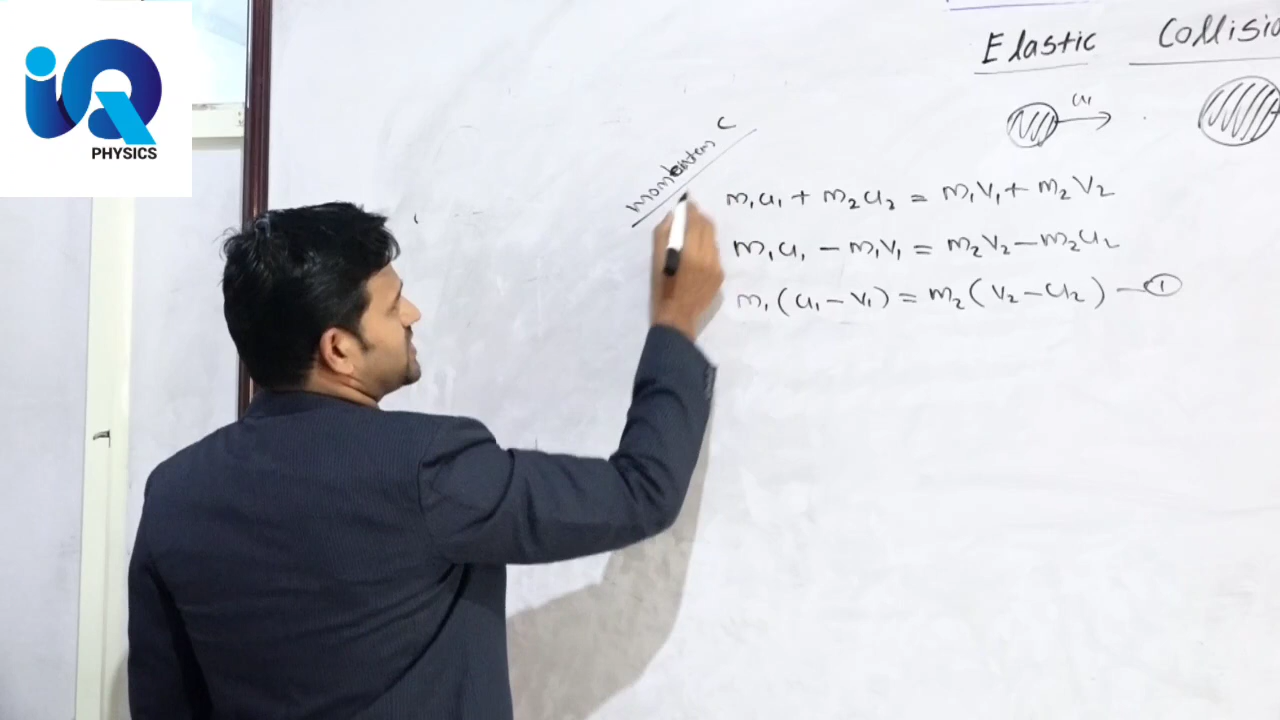 iQ
PHYSICS
Elastic Collisio
u₁
C
m₁u₁ + m₂u₂ = m₁v₁ + m₂v₂
m₁u₁ − m₁v₁ = m₂v₂ − m₂u₂
m₁(u₁ − v₁) = m₂(v₂ − u₂) — ①